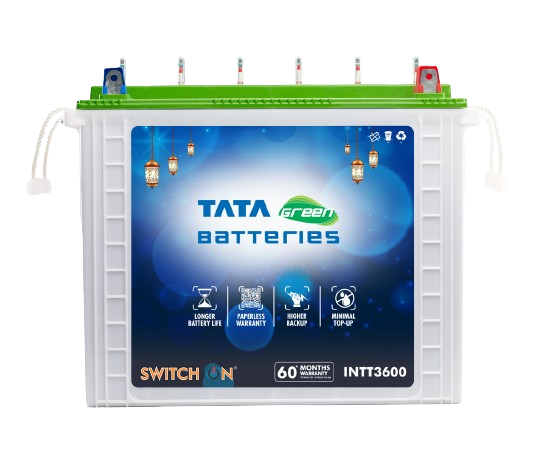 TATA Green
BATTERIES
LONGER
BATTERY LIFE
PAPERLESS
WARRANTY
HIGHER
BACKUP
MINIMAL
TOP-UP
SWITCH ON
60* MONTHS
WARRANTY
INTT3600